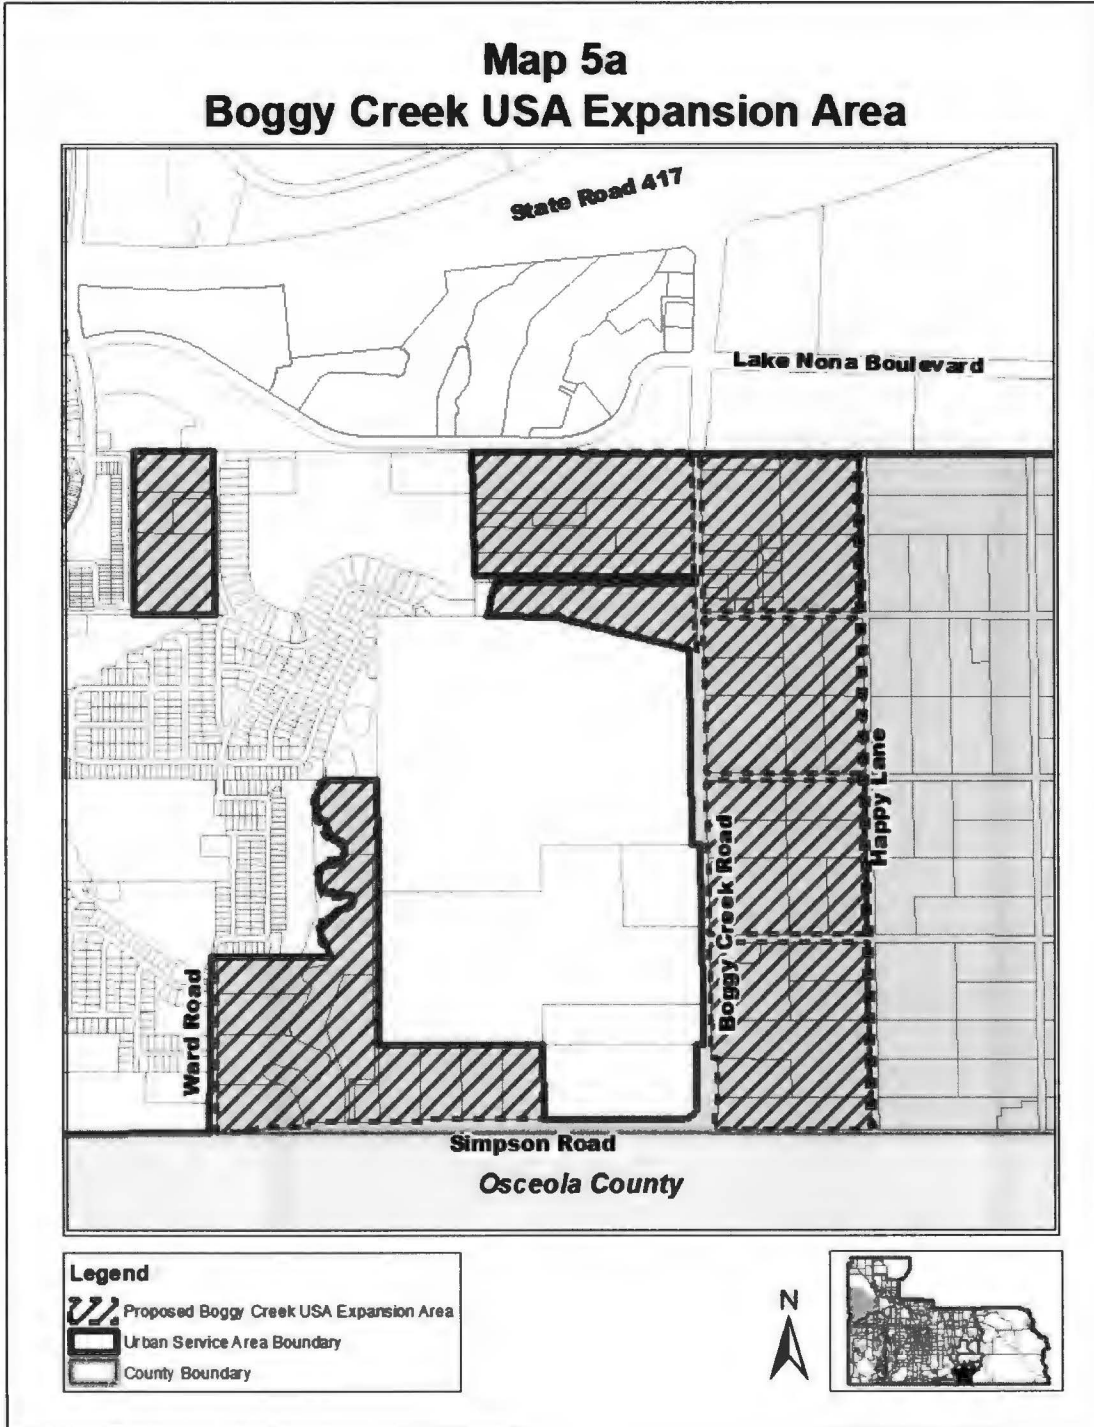 Map 5a
Boggy Creek USA Expansion Area
State Road 417
Lake Nona Boulevard
Happy Lane
Boggy Creek Road
Ward Road
Simpson Road
Osceola County
Legend
Proposed Boggy Creek USA Expansion Area
Urban Service Area Boundary
County Boundary
N